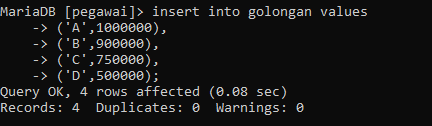 MariaDB [pegawai]> insert into golongan values
-> ('A',1000000),
-> ('B',900000),
-> ('C',750000),
-> ('D',500000);
Query OK, 4 rows affected (0.08 sec)
Records: 4  Duplicates: 0  Warnings: 0